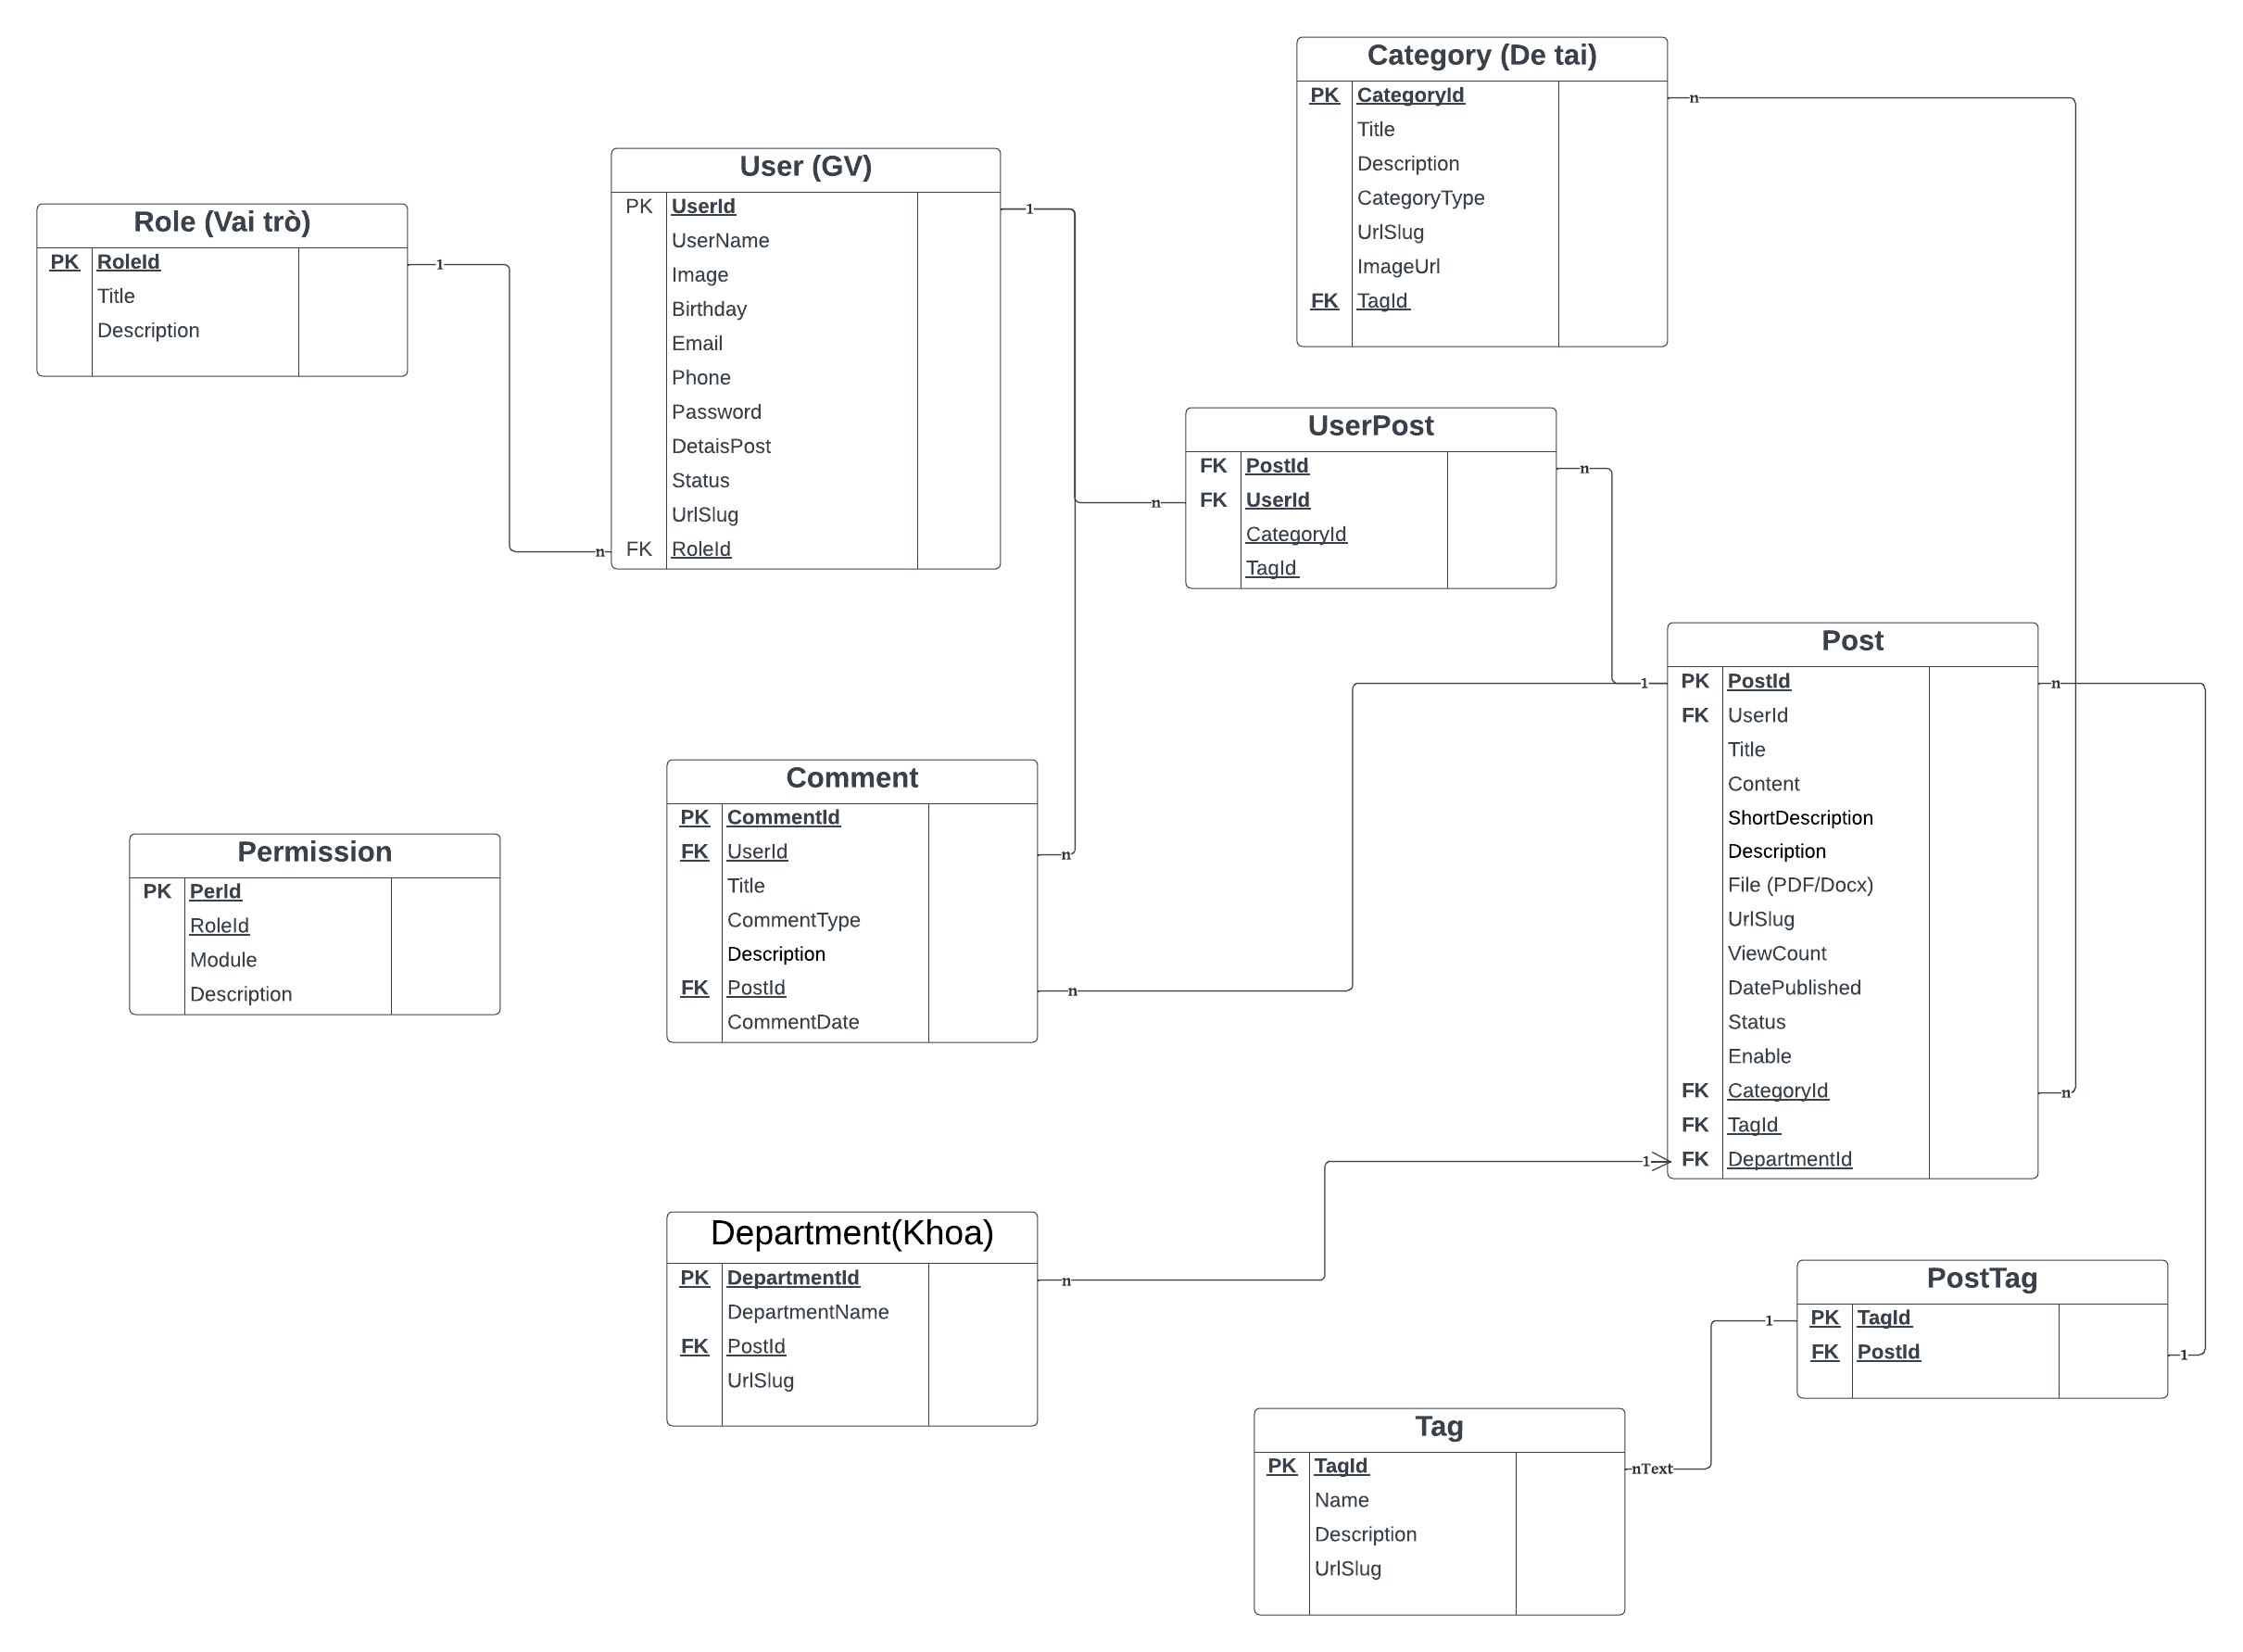 Category (De tai)
PK CategoryId
Title
Description
CategoryType
UrlSlug
ImageUrl
FK TagId
n
n
User (GV)
PK UserId
UserName
Image
Birthday
Email
Phone
Password
DetaisPost
Status
UrlSlug
FK RoleId
Role (Vai trò)
PK RoleId
Title
Description
1
n
1
n
n
UserPost
FK PostId
FK UserId
CategoryId
TagId
n
1
Post
PK PostId
FK UserId
Title
Content
ShortDescription
Description
File (PDF/Docx)
UrlSlug
ViewCount
DatePublished
Status
Enable
FK CategoryId
FK TagId
FK DepartmentId
n
1
Comment
PK CommentId
FK UserId
Title
CommentType
Description
FK PostId
CommentDate
n
Permission
PK PerId
RoleId
Module
Description
Department(Khoa)
PK DepartmentId
DepartmentName
FK PostId
UrlSlug
n
1
PostTag
PK TagId
FK PostId
1
Tag
PK TagId
Name
Description
UrlSlug
nText